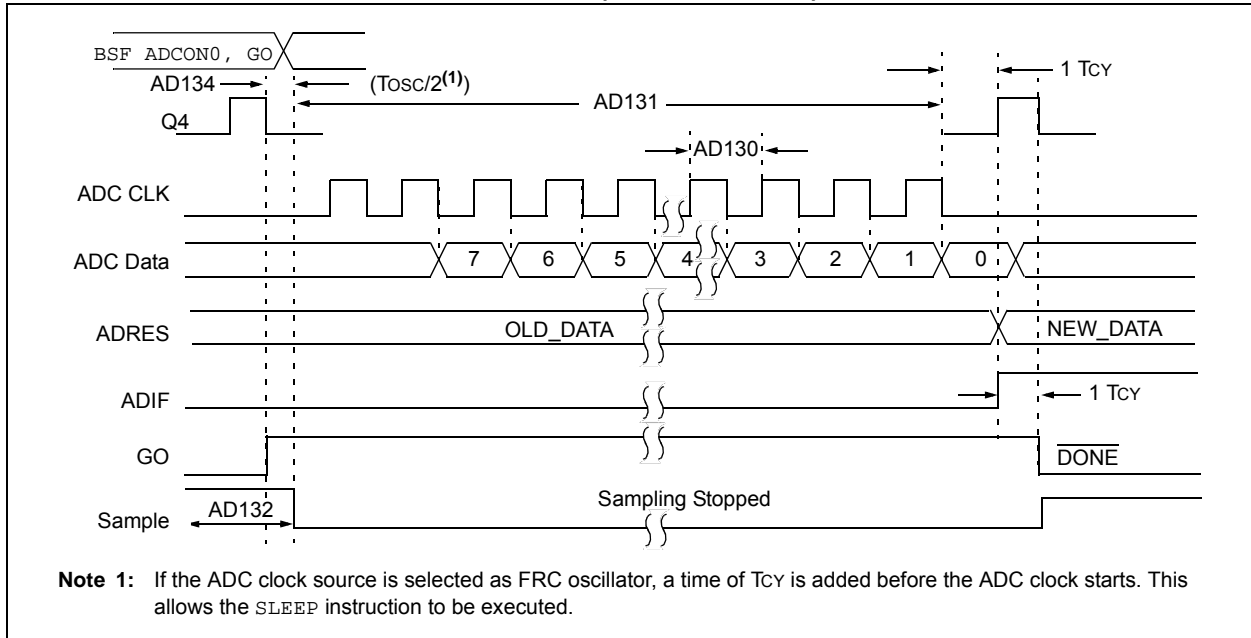 BSF ADCON0, GO
AD134
(TOSC/2(1))
1 TCY
AD131
Q4
AD130
ADC CLK
ADC Data
7 6 5 4 3 2 1 0
ADRES
OLD_DATA
NEW_DATA
ADIF
1 TCY
GO
DONE
Sampling Stopped
AD132
Sample
Note 1: If the ADC clock source is selected as FRC oscillator, a time of TCY is added before the ADC clock starts. This
allows the SLEEP instruction to be executed.